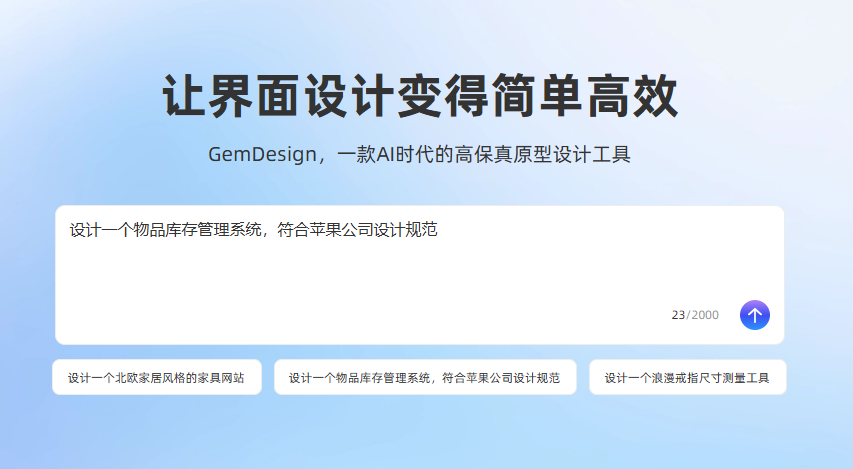 让界面设计变得简单高效
GemDesign，一款AI时代的高保真原型设计工具
设计一个物品库存管理系统，符合苹果公司设计规范
23/2000
设计一个北欧家居风格的家具网站
设计一个物品库存管理系统，符合苹果公司设计规范
设计一个浪漫戒指尺寸测量工具